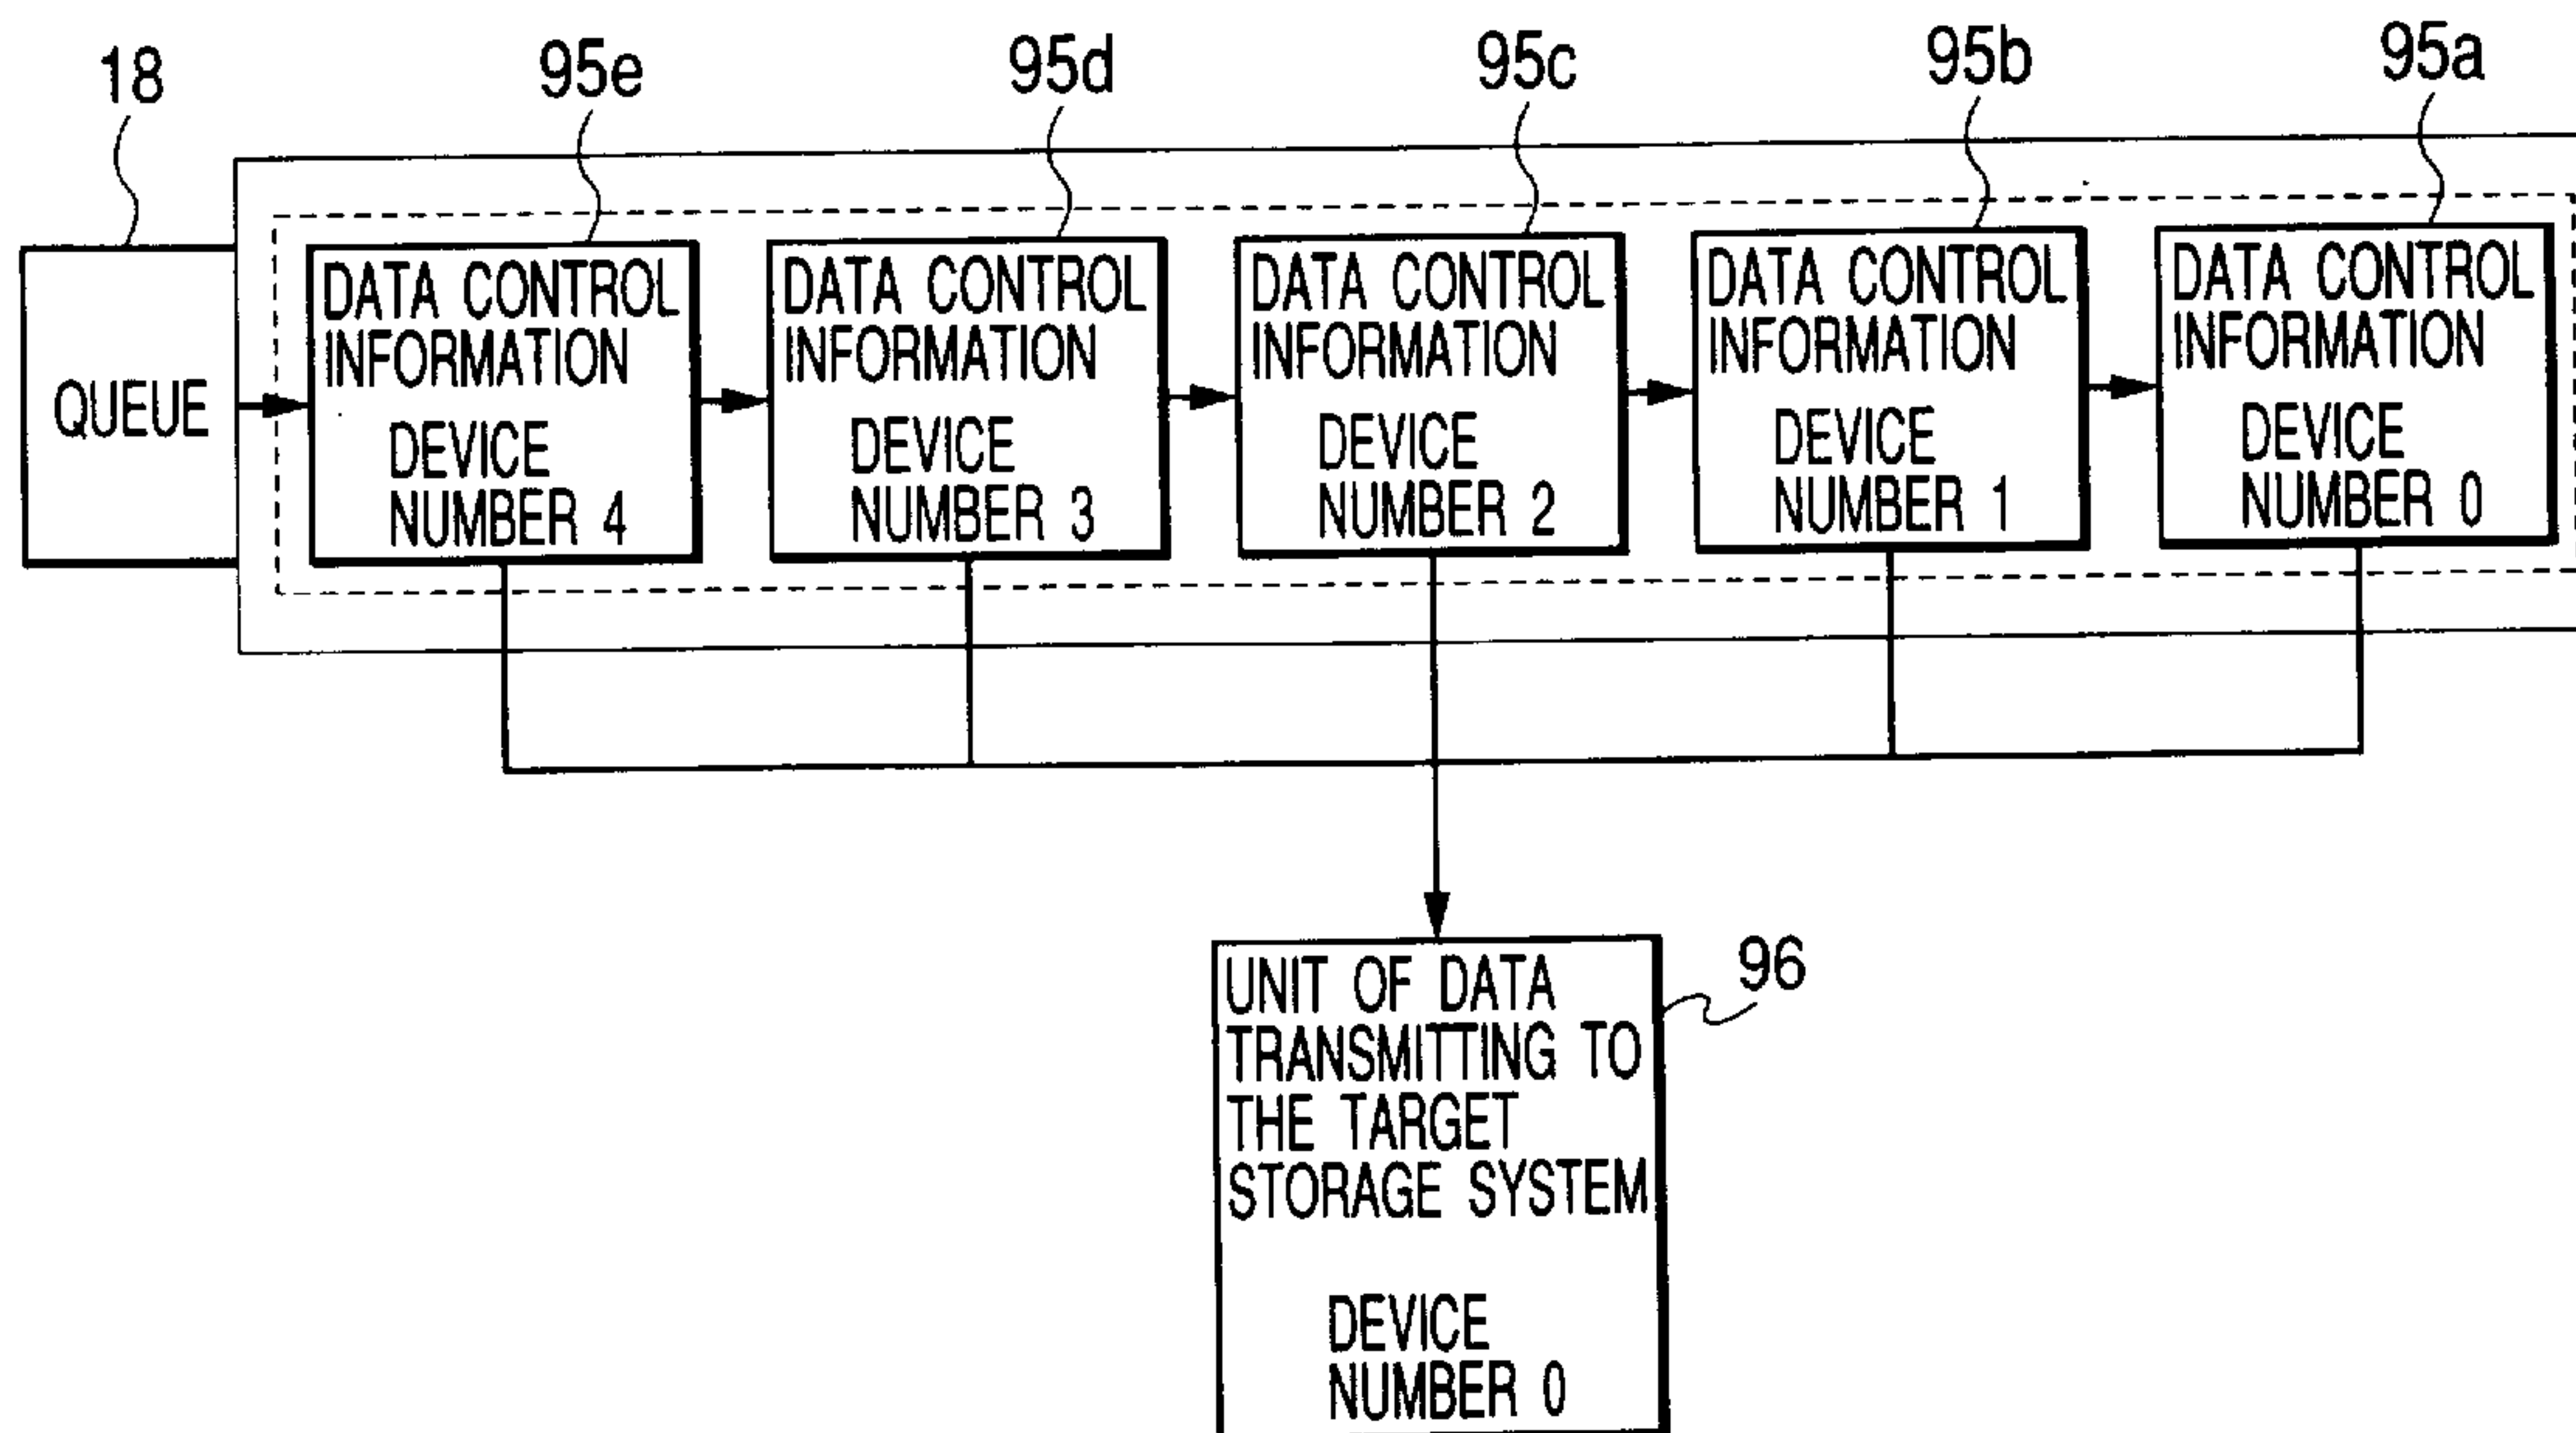 18
95e
95d
95c
95b
95a
QUEUE
DATA CONTROL
INFORMATION
DEVICE
NUMBER 4
DATA CONTROL
INFORMATION
DEVICE
NUMBER 3
DATA CONTROL
INFORMATION
DEVICE
NUMBER 2
DATA CONTROL
INFORMATION
DEVICE
NUMBER 1
DATA CONTROL
INFORMATION
DEVICE
NUMBER 0
96
UNIT OF DATA
TRANSMITTING TO
THE TARGET
STORAGE SYSTEM
DEVICE
NUMBER 0